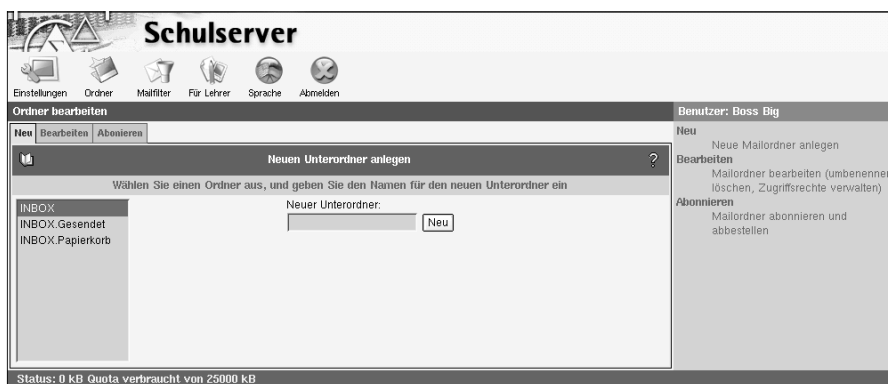 Schulserver
Einstellungen Ordner Mailfilter Für Lehrer Sprache Abmelden
Ordner bearbeiten
Neu Bearbeiten Abonieren
Neuen Unterordner anlegen ?
Wählen Sie einen Ordner aus, und geben Sie den Namen für den neuen Unterordner ein
INBOX
INBOX.Gesendet
INBOX.Papierkorb
Neuer Unterordner:
Neu
Status: 0 kB Quota verbraucht von 25000 kB
Benutzer: Boss Big
Neu
Neue Mailordner anlegen
Bearbeiten
Mailordner bearbeiten (umbenenner
löschen, Zugriffsrechte verwalten)
Abonnieren
Mailordner abonnieren und
abbestellen